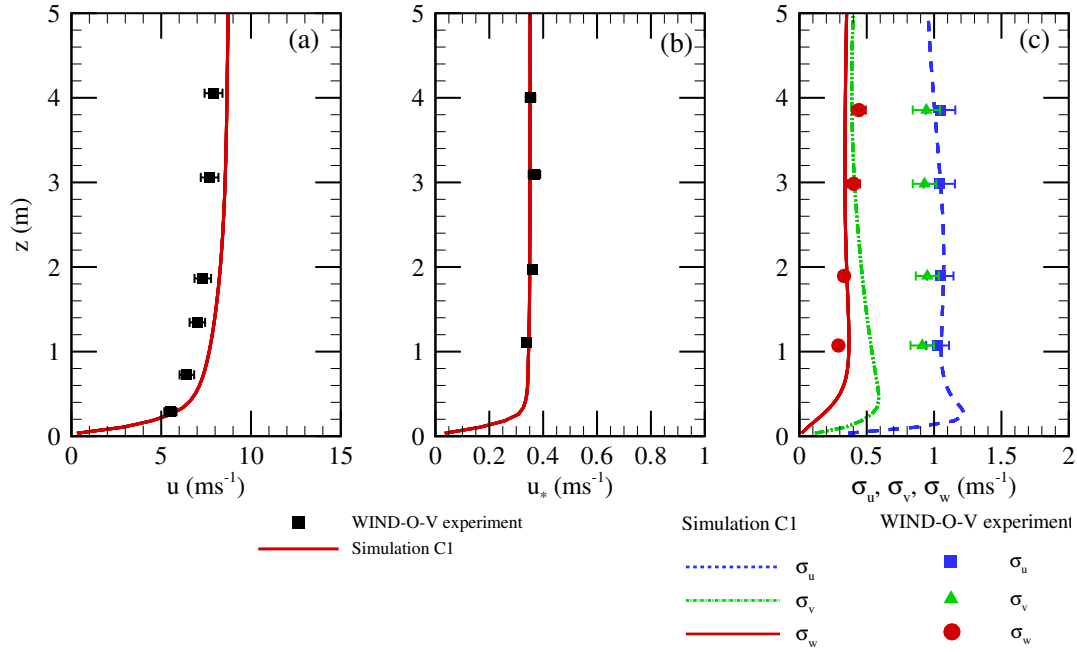 (a)
5
4
3
2
1
0
z (m)
0 5 10 15
u (ms-1)
(b)
5
4
3
2
1
0
0 0.2 0.4 0.6 0.8 1
u* (ms-1)
(c)
5
4
3
2
1
0
0 0.5 1 1.5 2
σu, σv, σw (ms-1)
WIND-O-V experiment
Simulation C1
Simulation C1 WIND-O-V experiment
σu σu
σv σv
σw σw